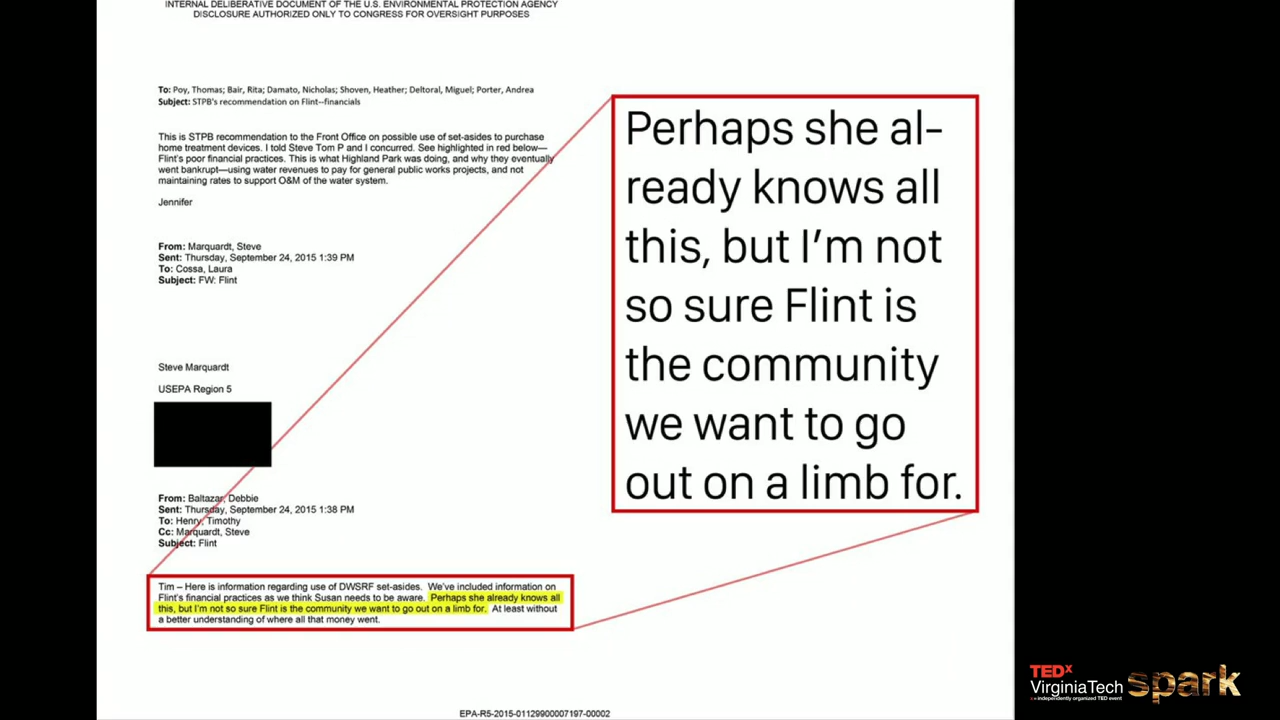 INTERNAL DELIBERATIVE DOCUMENT OF THE U.S. ENVIRONMENTAL PROTECTION AGENCY
DISCLOSURE AUTHORIZED ONLY TO CONGRESS FOR OVERSIGHT PURPOSES
To: Poy, Thomas; Bair, Rita; Damato, Nicholas; Shoven, Heather; Deltoral, Miguel; Porter, Andrea
Subject: STPB's recommendation on Flint--financials
This is STPB recommendation to the Front Office on possible use of set-asides to purchase
home treatment devices. I told Steve Tom P and I concurred. See highlighted in red below—
Flint's poor financial practices. This is what Highland Park was doing, and why they eventually
went bankrupt—using water revenues to pay for general public works projects, and not
maintaining rates to support O&M of the water system.
Jennifer
From: Marquardt, Steve
Sent: Thursday, September 24, 2015 1:39 PM
To: Cossa, Laura
Subject: FW: Flint
Steve Marquardt
USEPA Region 5
From: Baltazar, Debbie
Sent: Thursday, September 24, 2015 1:38 PM
To: Henry, Timothy
Cc: Marquardt, Steve
Subject: Flint
Tim – Here is information regarding use of DWSRF set-asides. We've included information on
Flint's financial practices as we think Susan needs to be aware. Perhaps she already knows all
this, but I'm not so sure Flint is the community we want to go out on a limb for. At least without
a better understanding of where all that money went.
EPA-R5-2015-01129900007197-00002
Perhaps she al-
ready knows all
this, but I'm not
so sure Flint is
the community
we want to go
out on a limb for.
TEDx
VirginiaTech
x = independently organized TED event
spark